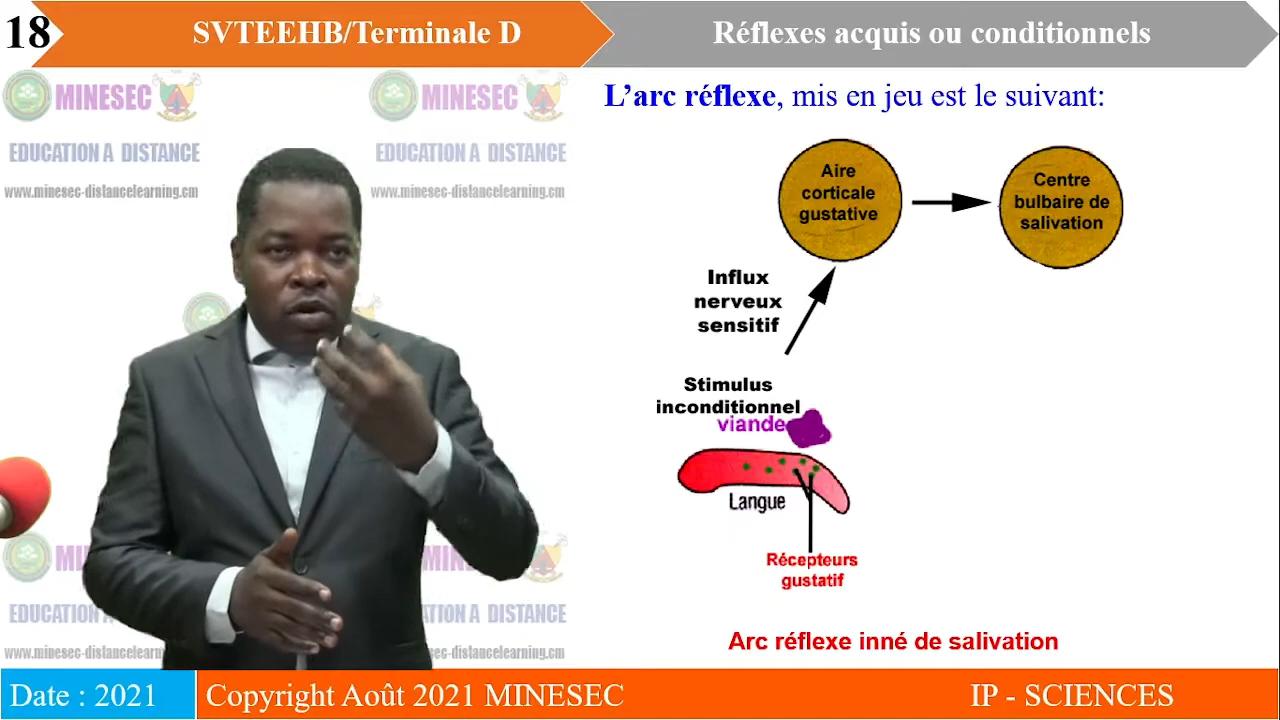 18
SVTEEHB/Terminale D
Réflexes acquis ou conditionnels
MINESEC
MINESEC
EDUCATION A DISTANCE
EDUCATION A DISTANCE
www.minesec-distancelearning.cm
www.minesec-distancelearning.cm
L'arc réflexe, mis en jeu est le suivant:
Aire
corticale
gustative
Centre
bulbaire de
salivation
Influx
nerveux
sensitif
Stimulus
inconditionnel
viande
Langue
Récepteurs
gustatif
Arc réflexe inné de salivation
Date : 2021
Copyright Août 2021 MINESEC
IP - SCIENCES